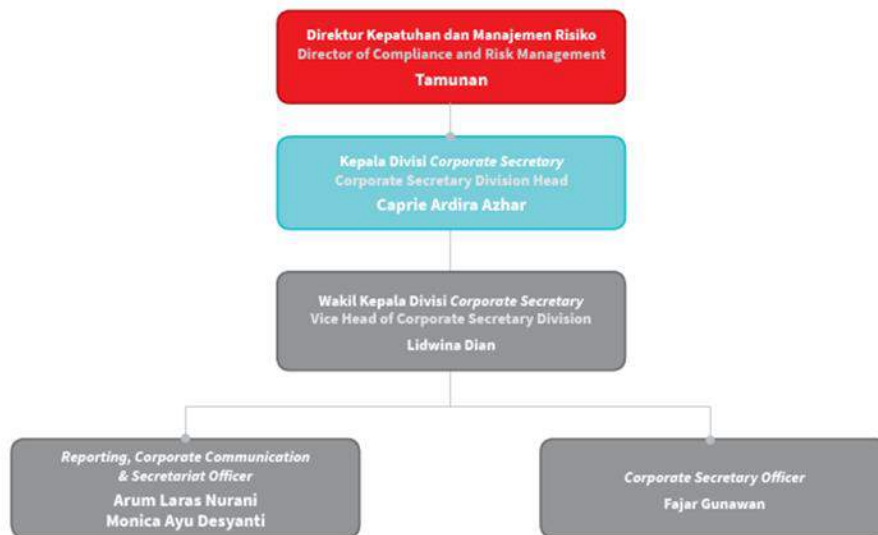 Direktur Kepatuhan dan Manajemen Risiko
Director of Compliance and Risk Management
Tamunan
Kepala Divisi Corporate Secretary
Corporate Secretary Division Head
Caprie Ardira Azhar
Wakil Kepala Divisi Corporate Secretary
Vice Head of Corporate Secretary Division
Lidwina Dian
Reporting, Corporate Communication
& Secretariat Officer
Arum Laras Nurani
Monica Ayu Desyanti
Corporate Secretary Officer
Fajar Gunawan